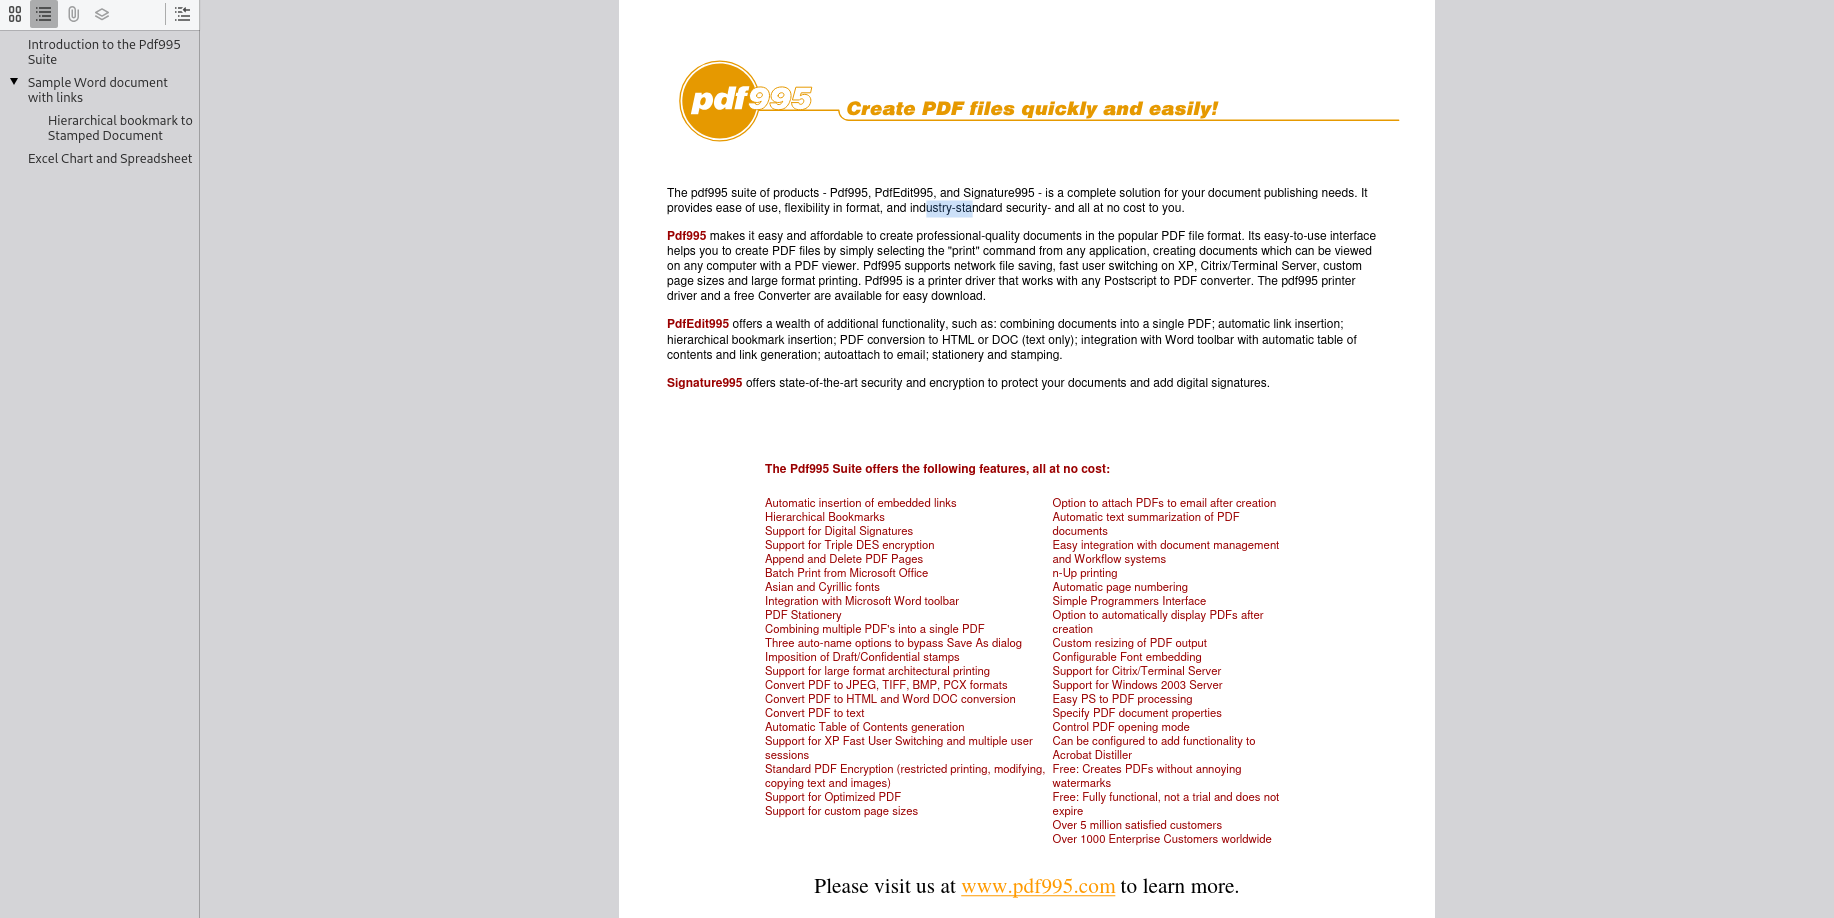 Introduction to the Pdf995
Suite
Sample Word document
with links
Hierarchical bookmark to
Stamped Document
Excel Chart and Spreadsheet
pdf995
Create PDF files quickly and easily!
The pdf995 suite of products - Pdf995, PdfEdit995, and Signature995 - is a complete solution for your document publishing needs. It
provides ease of use, flexibility in format, and industry-standard security- and all at no cost to you.
Pdf995 makes it easy and affordable to create professional-quality documents in the popular PDF file format. Its easy-to-use interface
helps you to create PDF files by simply selecting the "print" command from any application, creating documents which can be viewed
on any computer with a PDF viewer. Pdf995 supports network file saving, fast user switching on XP, Citrix/Terminal Server, custom
page sizes and large format printing. Pdf995 is a printer driver that works with any Postscript to PDF converter. The pdf995 printer
driver and a free Converter are available for easy download.
PdfEdit995 offers a wealth of additional functionality, such as: combining documents into a single PDF; automatic link insertion;
hierarchical bookmark insertion; PDF conversion to HTML or DOC (text only); integration with Word toolbar with automatic table of
contents and link generation; autoattach to email; stationery and stamping.
Signature995 offers state-of-the-art security and encryption to protect your documents and add digital signatures.
The Pdf995 Suite offers the following features, all at no cost:
Automatic insertion of embedded links
Hierarchical Bookmarks
Support for Digital Signatures
Support for Triple DES encryption
Append and Delete PDF Pages
Batch Print from Microsoft Office
Asian and Cyrillic fonts
Integration with Microsoft Word toolbar
PDF Stationery
Combining multiple PDF's into a single PDF
Three auto-name options to bypass Save As dialog
Imposition of Draft/Confidential stamps
Support for large format architectural printing
Convert PDF to JPEG, TIFF, BMP, PCX formats
Convert PDF to HTML and Word DOC conversion
Convert PDF to text
Automatic Table of Contents generation
Support for XP Fast User Switching and multiple user
sessions
Standard PDF Encryption (restricted printing, modifying,
copying text and images)
Support for Optimized PDF
Support for custom page sizes
Option to attach PDFs to email after creation
Automatic text summarization of PDF
documents
Easy integration with document management
and Workflow systems
n-Up printing
Automatic page numbering
Simple Programmers Interface
Option to automatically display PDFs after
creation
Custom resizing of PDF output
Configurable Font embedding
Support for Citrix/Terminal Server
Support for Windows 2003 Server
Easy PS to PDF processing
Specify PDF document properties
Control PDF opening mode
Can be configured to add functionality to
Acrobat Distiller
Free: Creates PDFs without annoying
watermarks
Free: Fully functional, not a trial and does not
expire
Over 5 million satisfied customers
Over 1000 Enterprise Customers worldwide
Please visit us at www.pdf995.com to learn more.